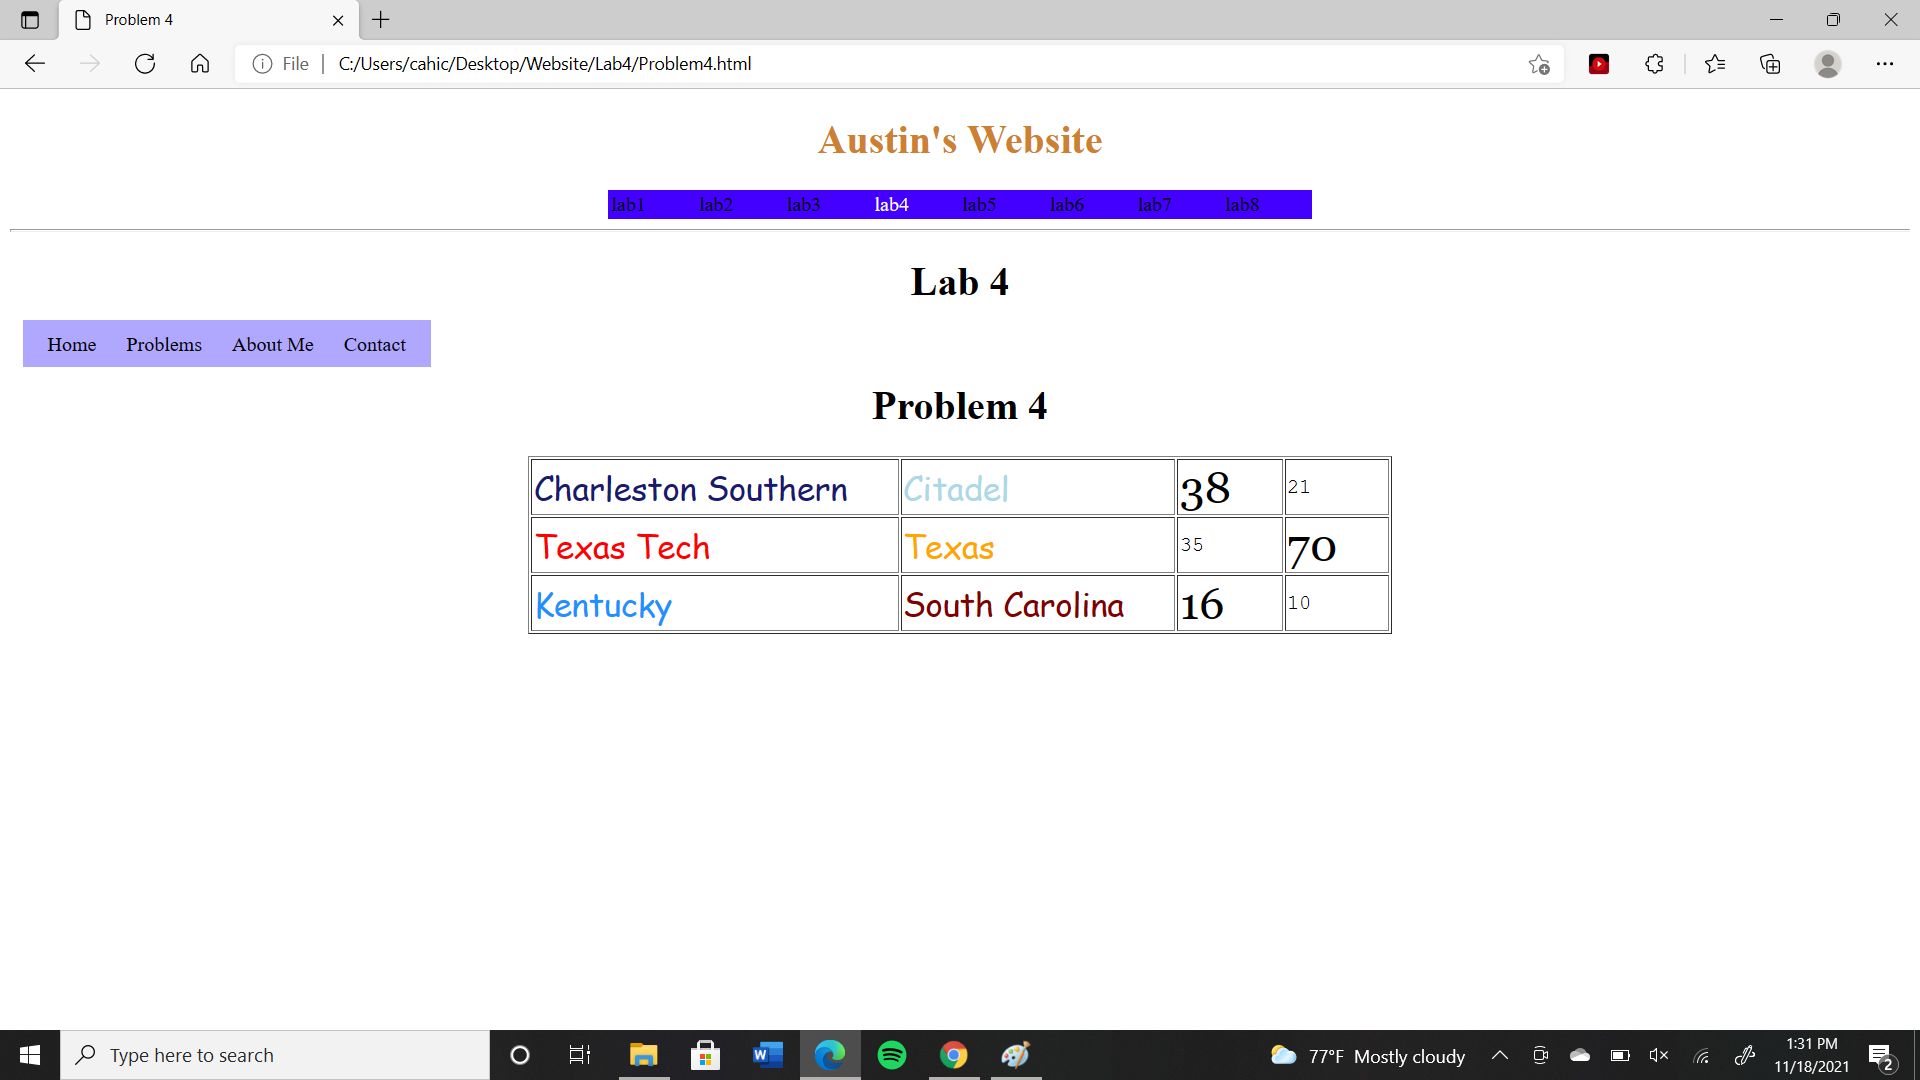 Problem 4
File C:/Users/cahic/Desktop/Website/Lab4/Problem4.html
Austin's Website
lab1 lab2 lab3 lab4 lab5 lab6 lab7 lab8
Lab 4
Home Problems About Me Contact
Problem 4
Charleston Southern Citadel 38 21
Texas Tech Texas 35 70
Kentucky South Carolina 16 10
Type here to search
W
77°F Mostly cloudy
1:31 PM
11/18/2021
2